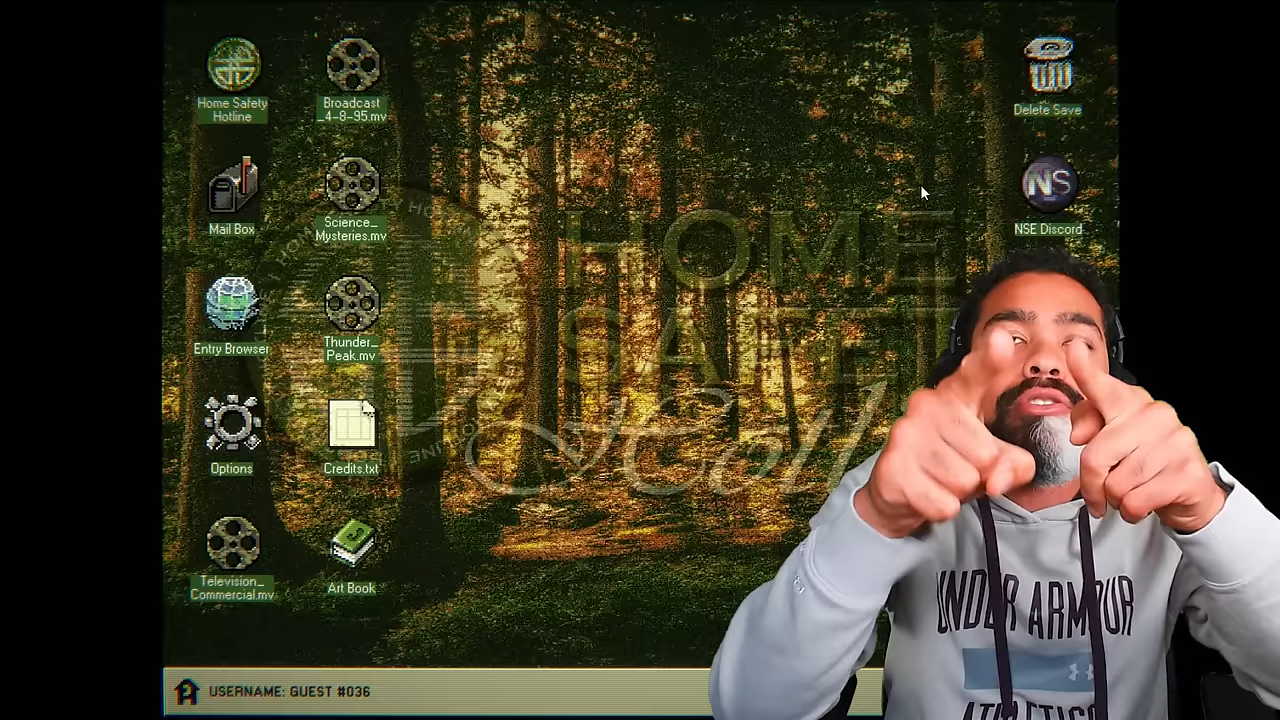 Home Safety
Hotline
Broadcast
_4-8-95.mv
Delete Save
Mail Box
Science_
Mysteries.mv
NS
NSE Discord
Entry Browser
Thunder_
Peak.mv
Options
Credits.txt
Television_
Commercial.mv
Art Book
HOME
USERNAME: GUEST #036
UNDER ARMOUR